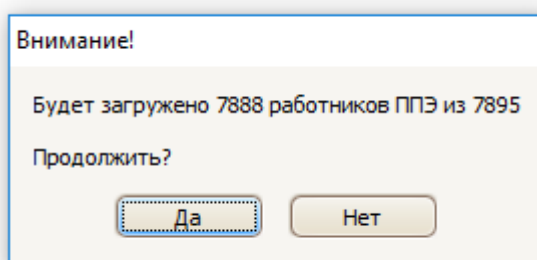 Внимание!
Будет загружено 7888 работников ППЭ из 7895
Продолжить?
Да
Нет